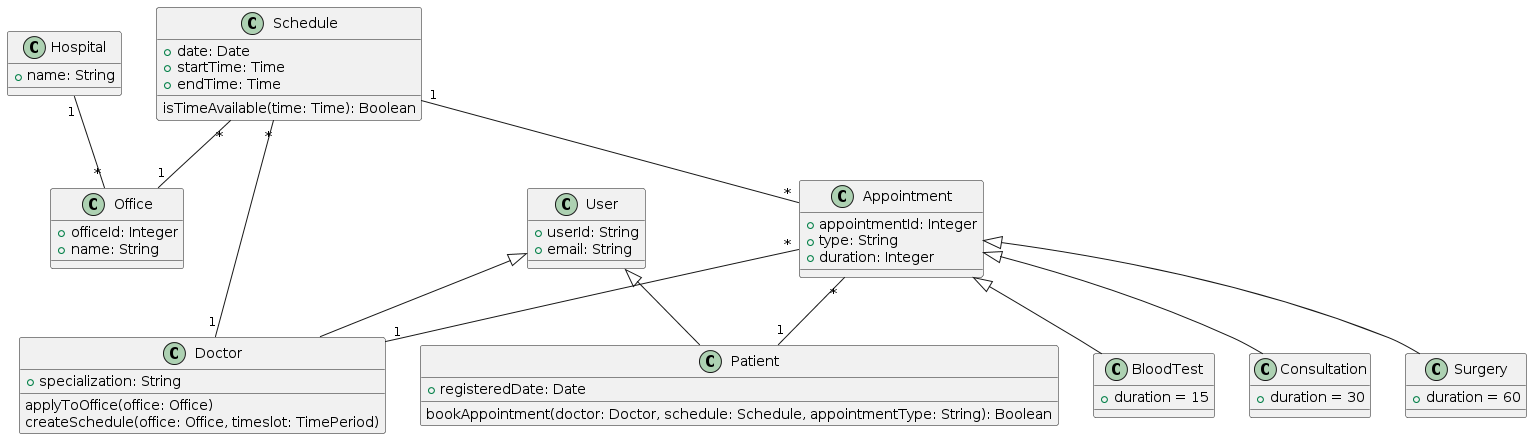 C Hospital
+ name: String
C Schedule
+ date: Date
+ startTime: Time
+ endTime: Time
isTimeAvailable(time: Time): Boolean
1
*
*
1
*
1
1
*
C Office
+ officeId: Integer
+ name: String
C User
+ userId: String
+ email: String
C Appointment
+ appointmentId: Integer
+ type: String
+ duration: Integer
*
1
*
1
C Doctor
+ specialization: String
applyToOffice(office: Office)
createSchedule(office: Office, timeslot: TimePeriod)
C Patient
+ registeredDate: Date
bookAppointment(doctor: Doctor, schedule: Schedule, appointmentType: String): Boolean
C BloodTest
+ duration = 15
C Consultation
+ duration = 30
C Surgery
+ duration = 60